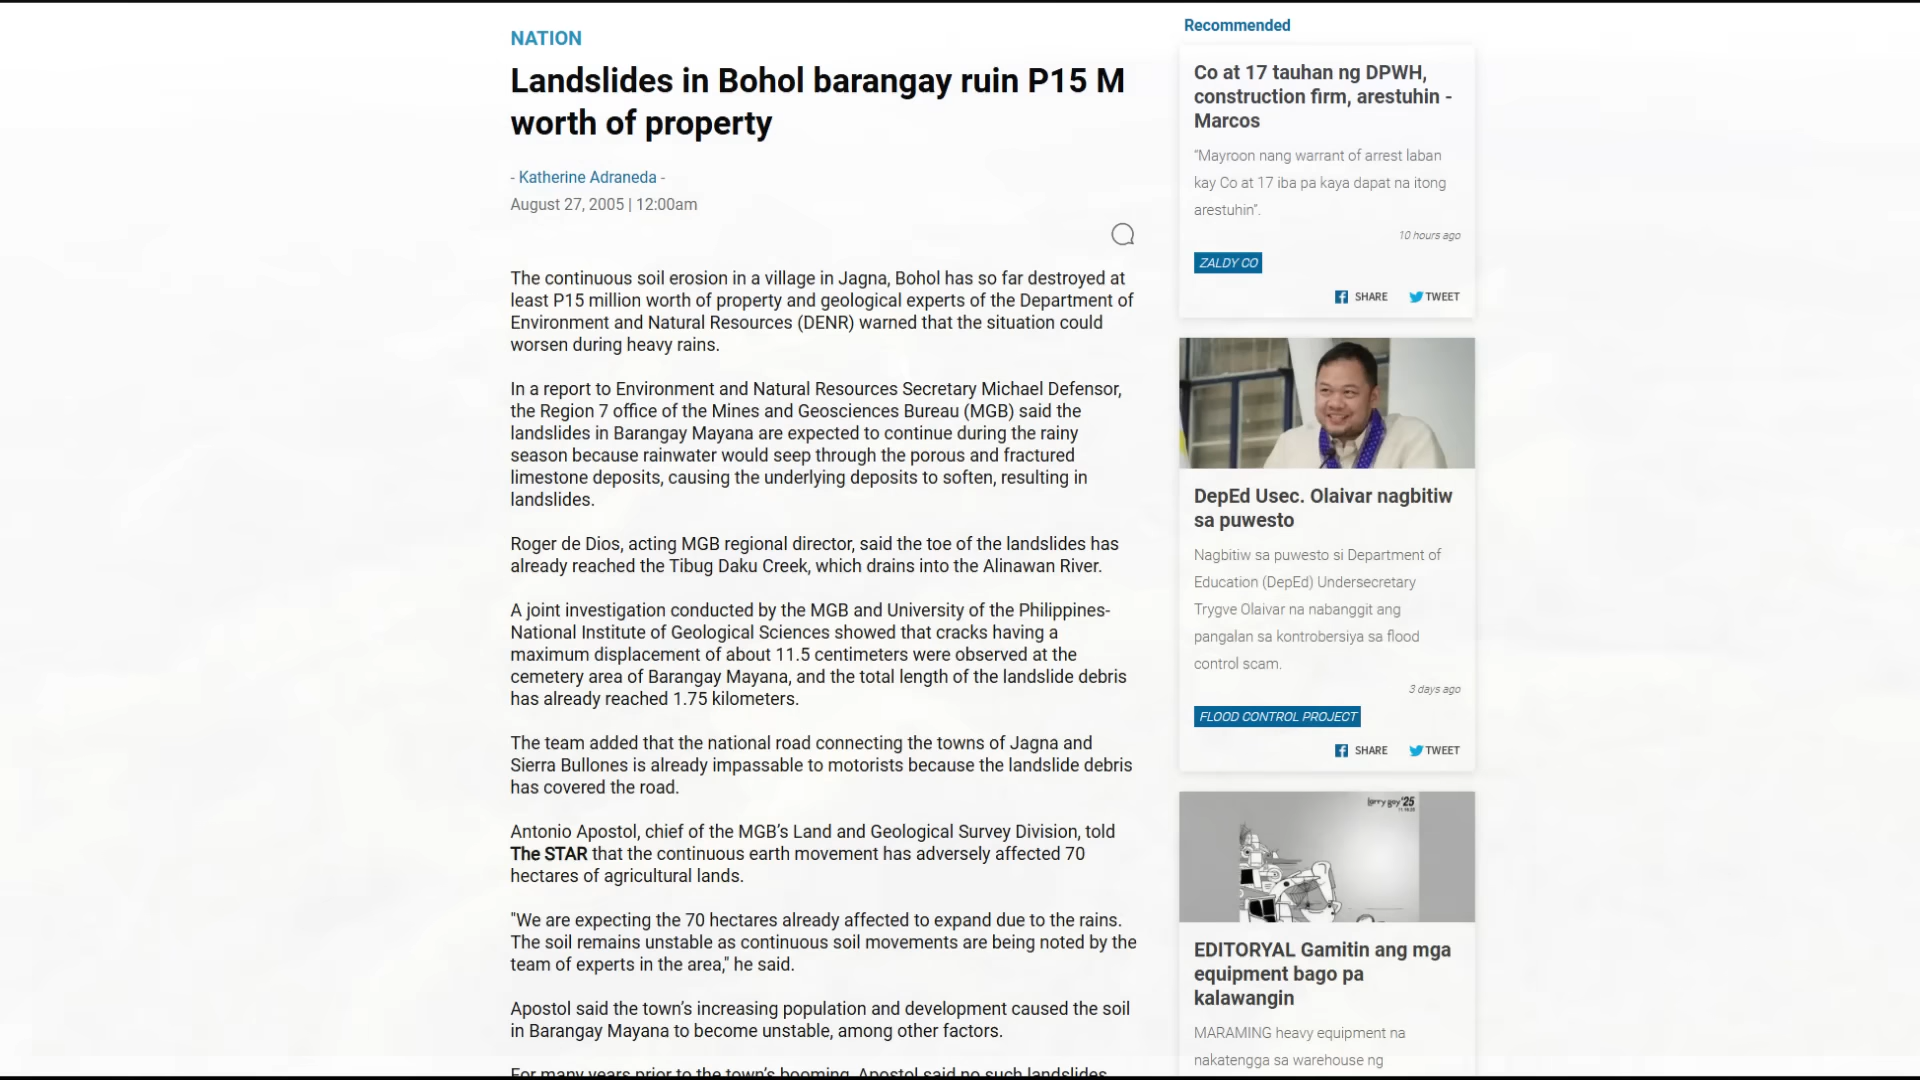 NATION
Landslides in Bohol barangay ruin P15 M
worth of property
- Katherine Adraneda -
August 27, 2005 | 12:00am
The continuous soil erosion in a village in Jagna, Bohol has so far destroyed at
least P15 million worth of property and geological experts of the Department of
Environment and Natural Resources (DENR) warned that the situation could
worsen during heavy rains.
In a report to Environment and Natural Resources Secretary Michael Defensor,
the Region 7 office of the Mines and Geosciences Bureau (MGB) said the
landslides in Barangay Mayana are expected to continue during the rainy
season because rainwater would seep through the porous and fractured
limestone deposits, causing the underlying deposits to soften, resulting in
landslides.
Roger de Dios, acting MGB regional director, said the toe of the landslides has
already reached the Tibug Daku Creek, which drains into the Alinawan River.
A joint investigation conducted by the MGB and University of the Philippines-
National Institute of Geological Sciences showed that cracks having a
maximum displacement of about 11.5 centimeters were observed at the
cemetery area of Barangay Mayana, and the total length of the landslide debris
has already reached 1.75 kilometers.
The team added that the national road connecting the towns of Jagna and
Sierra Bullones is already impassable to motorists because the landslide debris
has covered the road.
Antonio Apostol, chief of the MGB's Land and Geological Survey Division, told
The STAR that the continuous earth movement has adversely affected 70
hectares of agricultural lands.
"We are expecting the 70 hectares already affected to expand due to the rains.
The soil remains unstable as continuous soil movements are being noted by the
team of experts in the area," he said.
Apostol said the town's increasing population and development caused the soil
in Barangay Mayana to become unstable, among other factors.
For many years prior to the town's booming, Apostol said no such landslides
Recommended
Co at 17 tauhan ng DPWH,
construction firm, arestuhin -
Marcos
“Mayroon nang warrant of arrest laban
kay Co at 17 iba pa kaya dapat na itong
arestuhin”.
10 hours ago
ZALDY CO
SHARE TWEET
DepEd Usec. Olaivar nagbitiw
sa puwesto
Nagbitiw sa puwesto si Department of
Education (DepEd) Undersecretary
Trygve Olaivar na nabanggit ang
pangalan sa kontrobersiya sa flood
control scam.
3 days ago
FLOOD CONTROL PROJECT
SHARE TWEET
larry gay '25
EDITORYAL Gamitin ang mga
equipment bago pa
kalawangin
MARAMING heavy equipment na
nakatengga sa warehouse ng